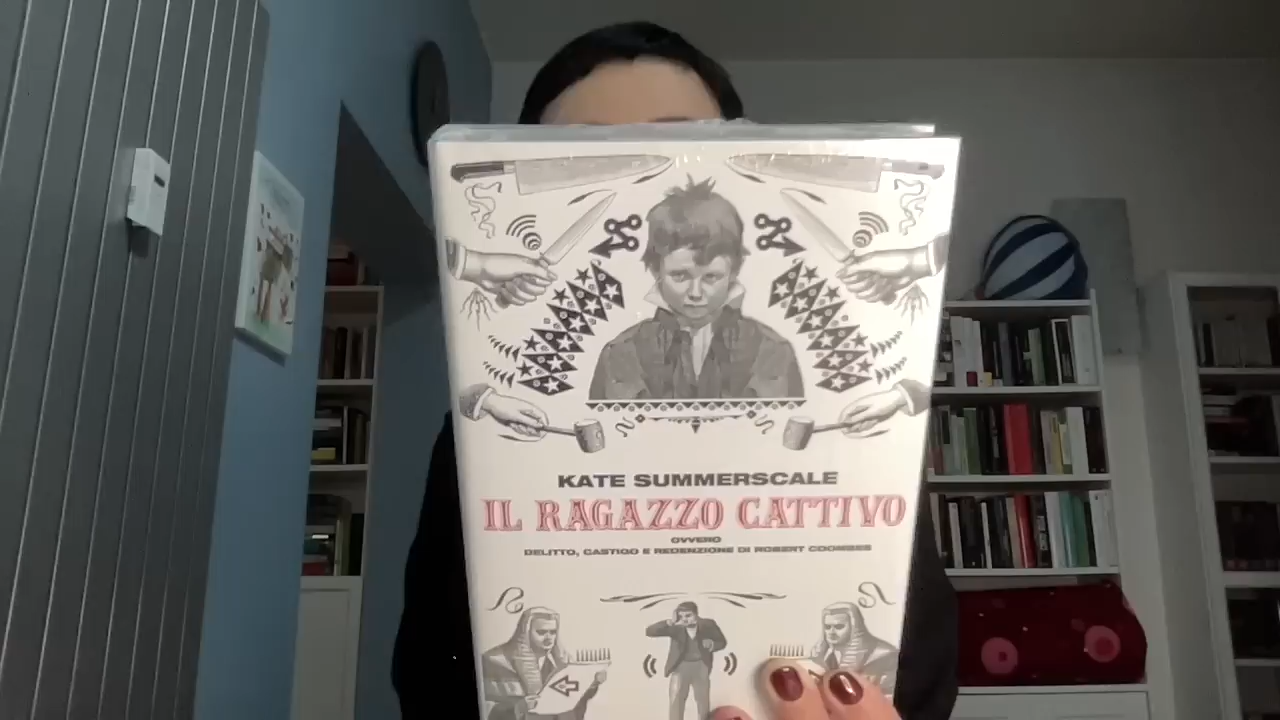 KATE SUMMERSCALE
IL RAGAZZO CATTIVO
OVVERO
DELITTO, CASTIGO E REDENZIONE DI ROBERT COOMBES